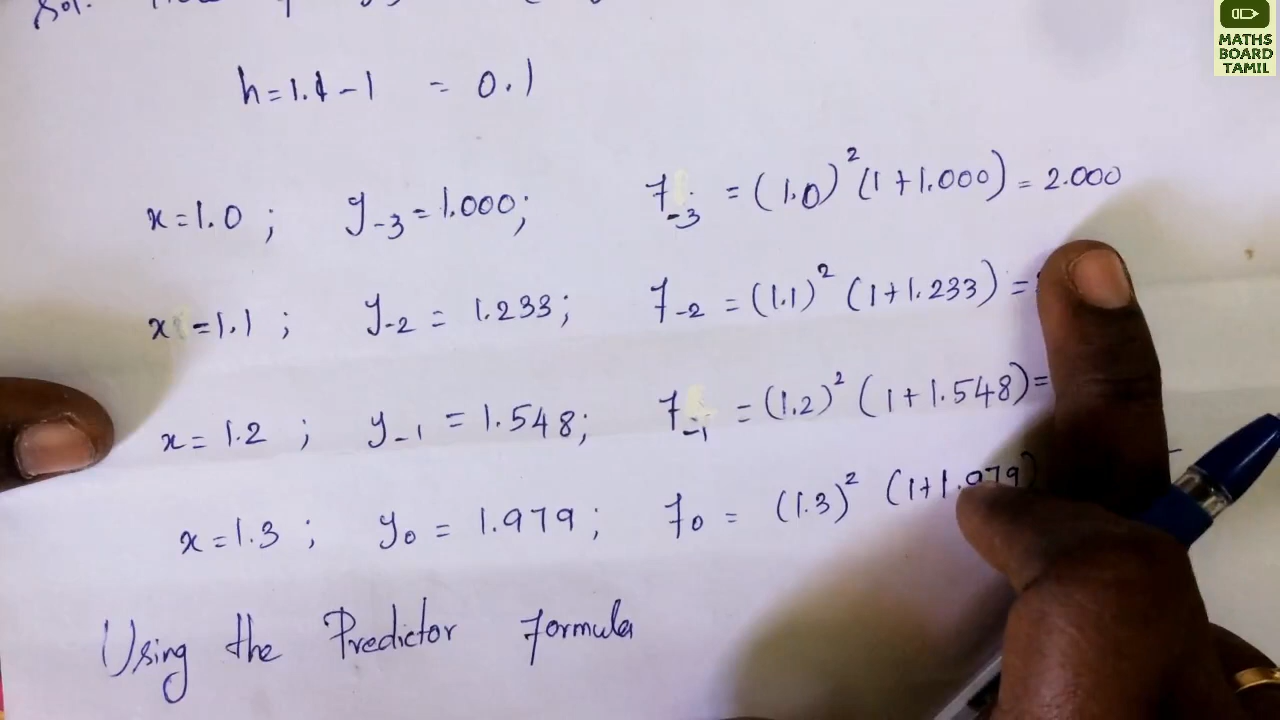 Sol.
MATHS
BOARD
TAMIL
h = 1.1 - 1 = 0.1
x = 1.0 ; y₋₃ = 1.000; f₋₃ = (1.0)² (1 + 1.000) = 2.000
x = 1.1 ; y₋₂ = 1.233; f₋₂ = (1.1)² (1+1.233) =
x = 1.2 ; y₋₁ = 1.548; f₋₁ = (1.2)² (1+1.548) =
x = 1.3 ; y₀ = 1.979 ; f₀ = (1.3)² (1+1.979)
Using the Predictor formula